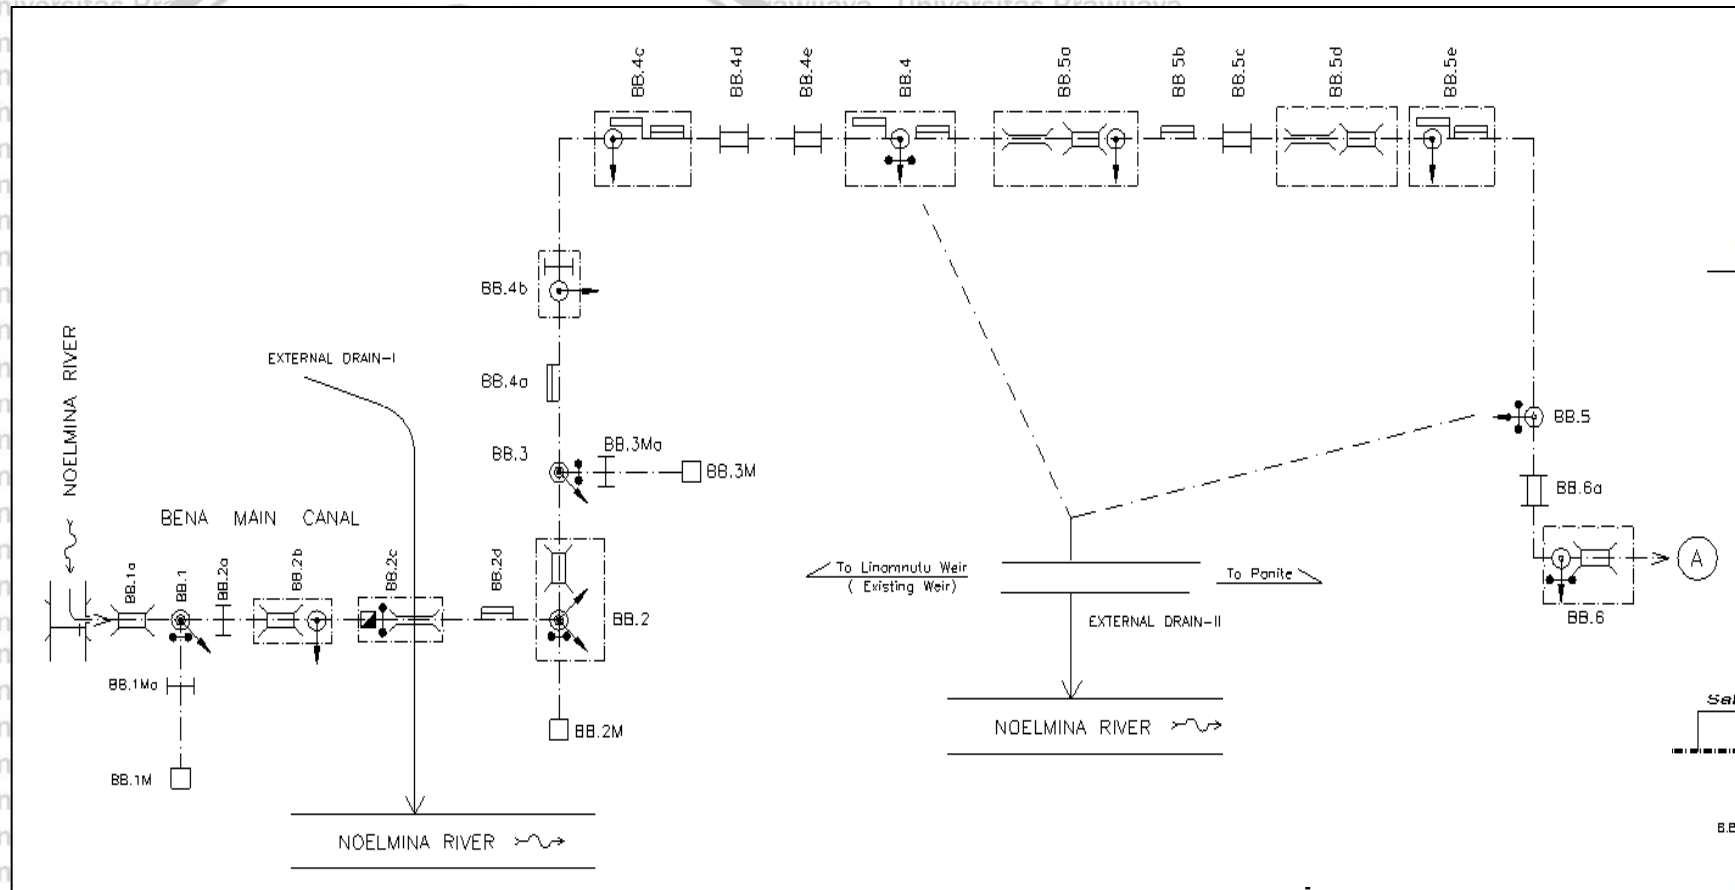 BB.4c
BB.4d
BB.4e
BB.4
BB.5a
BB 5b
BB.5c
BB.5d
BB.5e
BB.4b
NOELMINA RIVER
EXTERNAL DRAIN-I
BB.4a
BB.3
BB.3Ma
BB.3M
BB.5
BB.6a
BENA MAIN CANAL
BB.1a
BB.1
BB.2a
BB.2b
BB.2c
BB.2d
BB.2
To Linamnutu Weir
( Existing Weir)
To Panite
A
EXTERNAL DRAIN-II
BB.6
BB.1Ma
BB.2M
NOELMINA RIVER
BB.1M
NOELMINA RIVER